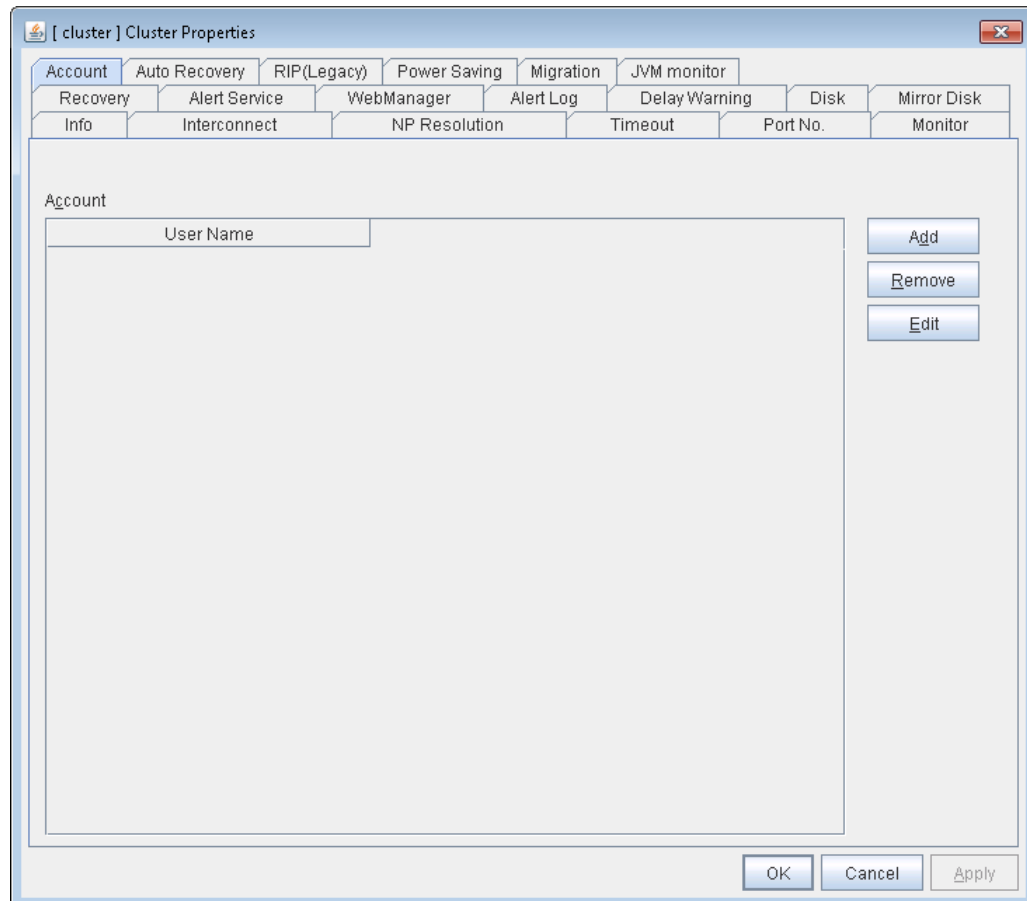 [ cluster ] Cluster Properties
Account Auto Recovery RIP(Legacy) Power Saving Migration JVM monitor
Recovery Alert Service WebManager Alert Log Delay Warning Disk Mirror Disk
Info Interconnect NP Resolution Timeout Port No. Monitor
Account
User Name
Add
Remove
Edit
OK Cancel Apply